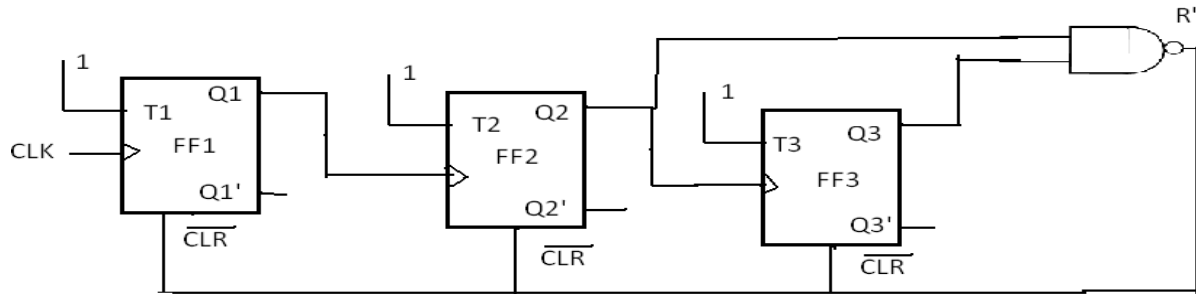 R'
1
T1
Q1
CLK
FF1
Q1'
CLR
1
T2
Q2
FF2
Q2'
CLR
1
T3
Q3
FF3
Q3'
CLR